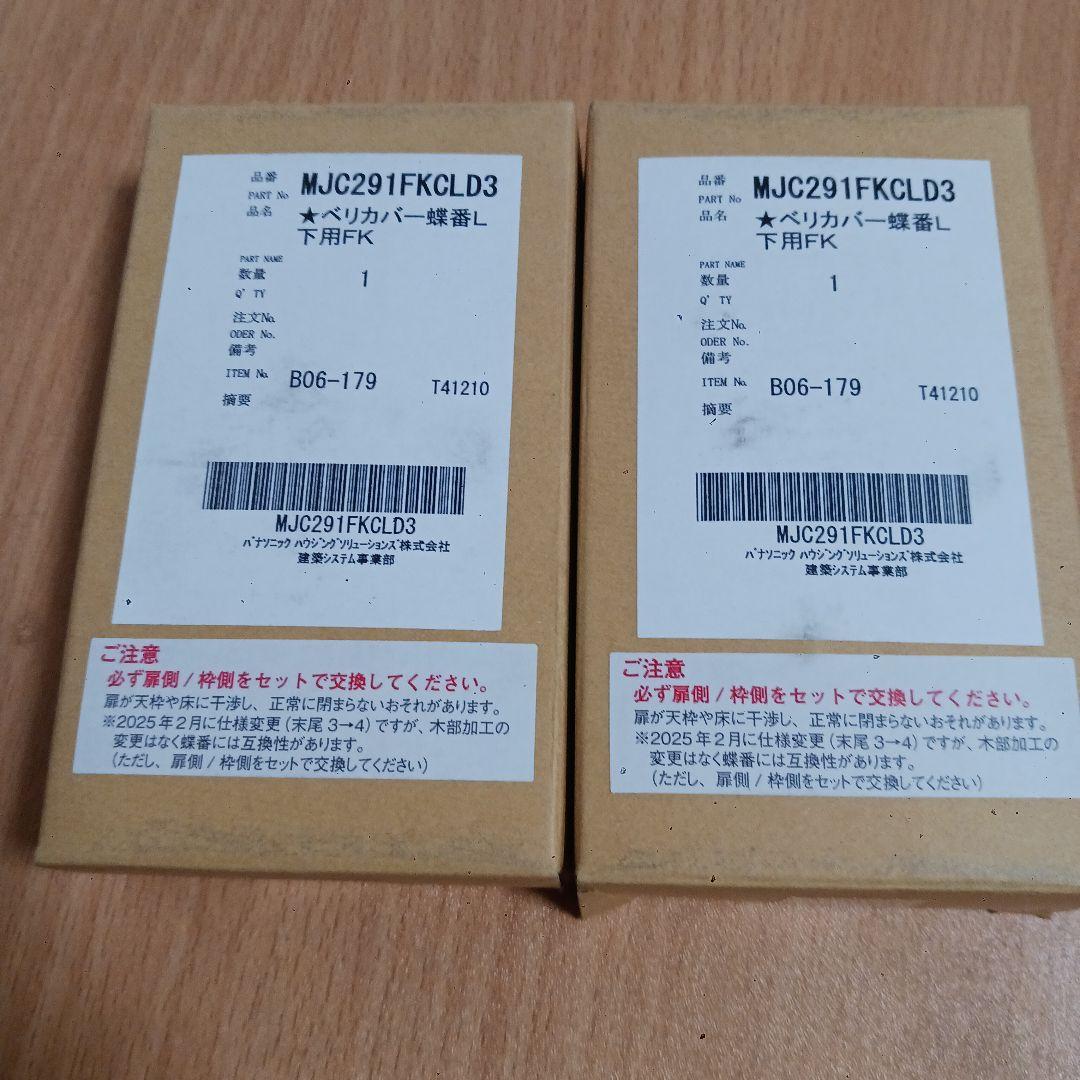 品番 MJC291FKCLD3
PART No
品名 ★ベリカバー蝶番L
下用FK
PART NAME
数量 1
Q'TY
注文No.
ODER No.
備考
ITEM No. B06-179 T41210
摘要
MJC291FKCLD3
パナソニック ハウジングソリューションズ株式会社
建築システム事業部
ご注意
必ず扉側/枠側をセットで交換してください。
扉が天枠や床に干渉し、正常に閉まらないおそれがあります。
※2025年2月に仕様変更(末尾3→4)ですが、木部加工の
変更はなく蝶番には互換性があります。
(ただし、扉側/枠側をセットで交換してください)
品番 MJC291FKCLD3
PART No
品名 ★ベリカバー蝶番L
下用FK
PART NAME
数量 1
Q'TY
注文No.
ODER No.
備考
ITEM No. B06-179 T41210
摘要
MJC291FKCLD3
パナソニック ハウジングソリューションズ株式会社
建築システム事業部
ご注意
必ず扉側/枠側をセットで交換してください。
扉が天枠や床に干渉し、正常に閉まらないおそれがあります。
※2025年2月に仕様変更(末尾3→4)ですが、木部加工の
変更はなく蝶番には互換性があります。
(ただし、扉側/枠側をセットで交換してください)